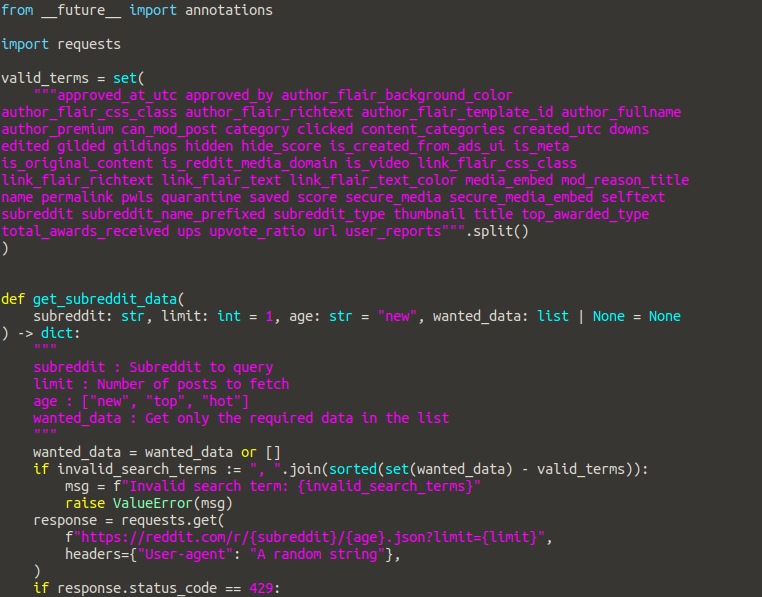 from __future__ import annotations
import requests
valid_terms = set(
    """approved_at_utc approved_by author_flair_background_color
author_flair_css_class author_flair_richtext author_flair_template_id author_fullname
author_premium can_mod_post category clicked content_categories created_utc downs
edited gilded gildings hidden hide_score is_created_from_ads_ui is_meta
is_original_content is_reddit_media_domain is_video link_flair_css_class
link_flair_richtext link_flair_text link_flair_text_color media_embed mod_reason_title
name permalink pwls quarantine saved score secure_media secure_media_embed selftext
subreddit subreddit_name_prefixed subreddit_type thumbnail title top_awarded_type
total_awards_received ups upvote_ratio url user_reports""".split()
)
def get_subreddit_data(
    subreddit: str, limit: int = 1, age: str = "new", wanted_data: list | None = None
) -> dict:
    """
    subreddit : Subreddit to query
    limit : Number of posts to fetch
    age : ["new", "top", "hot"]
    wanted_data : Get only the required data in the list
    """
    wanted_data = wanted_data or []
    if invalid_search_terms := ", ".join(sorted(set(wanted_data) - valid_terms)):
        msg = f"Invalid search term: {invalid_search_terms}"
        raise ValueError(msg)
    response = requests.get(
        f"https://reddit.com/r/{subreddit}/{age}.json?limit={limit}",
        headers={"User-agent": "A random string"},
    )
    if response.status_code == 429: